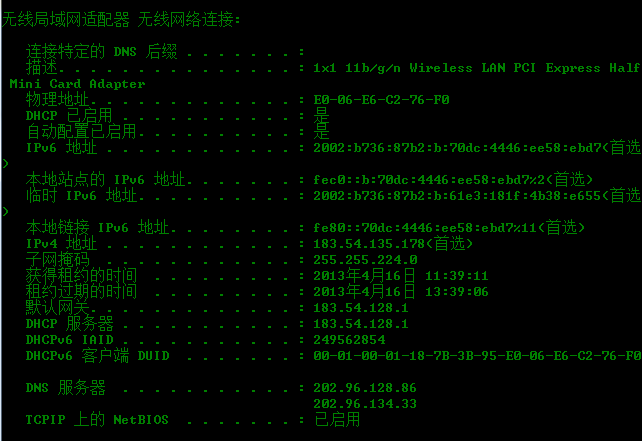 无线局域网适配器 无线网络连接:
连接特定的 DNS 后缀 . . . . . . . :
描述. . . . . . . . . . . . . . . : 1x1 11b/g/n Wireless LAN PCI Express Half
Mini Card Adapter
物理地址. . . . . . . . . . . . . : E0-06-E6-C2-76-F0
DHCP 已启用 . . . . . . . . . . . : 是
自动配置已启用. . . . . . . . . . : 是
IPv6 地址 . . . . . . . . . . . . : 2002:b736:87b2:b:70dc:4446:ee58:ebd7(首选
)
本地站点的 IPv6 地址. . . . . . . : fec0::b:70dc:4446:ee58:ebd7%2(首选)
临时 IPv6 地址. . . . . . . . . . : 2002:b736:87b2:b:61e3:181f:4b38:e655(首选
)
本地链接 IPv6 地址. . . . . . . . : fe80::70dc:4446:ee58:ebd7%11(首选)
IPv4 地址 . . . . . . . . . . . . : 183.54.135.178(首选)
子网掩码 . . . . . . . . . . . . : 255.255.224.0
获得租约的时间 . . . . . . . . . : 2013年4月16日 11:39:11
租约过期的时间 . . . . . . . . . : 2013年4月16日 13:39:06
默认网关. . . . . . . . . . . . . : 183.54.128.1
DHCP 服务器 . . . . . . . . . . . : 183.54.128.1
DHCPv6 IAID . . . . . . . . . . . : 249562854
DHCPv6 客户端 DUID . . . . . . . : 00-01-00-01-18-7B-3B-95-E0-06-E6-C2-76-F0
DNS 服务器 . . . . . . . . . . . : 202.96.128.86
202.96.134.33
TCPIP 上的 NetBIOS . . . . . . . : 已启用